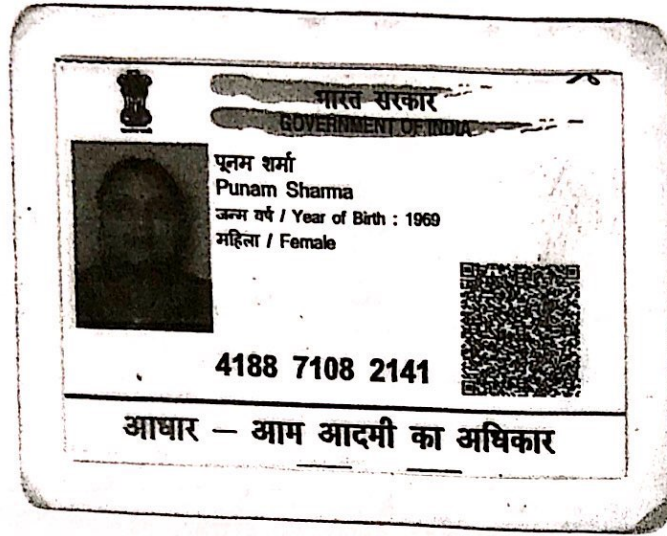 भारत सरकार
GOVERNMENT OF INDIA
पूनम शर्मा
Punam Sharma
जन्म वर्ष / Year of Birth : 1969
महिला / Female
4188 7108 2141
आधार — आम आदमी का अधिकार